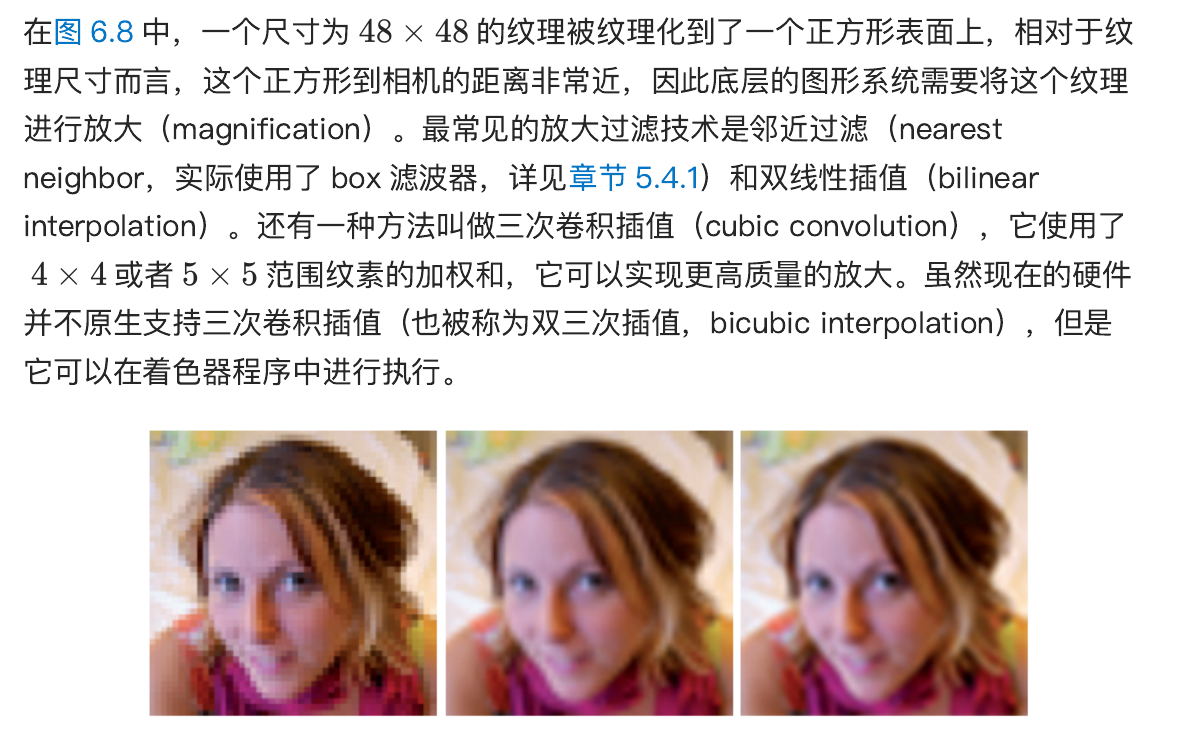 在图 6.8 中，一个尺寸为 48 × 48 的纹理被纹理化到了一个正方形表面上，相对于纹
理尺寸而言，这个正方形到相机的距离非常近，因此底层的图形系统需要将这个纹理
进行放大（magnification）。最常见的放大过滤技术是邻近过滤（nearest
neighbor，实际使用了 box 滤波器，详见章节 5.4.1）和双线性插值（bilinear
interpolation）。还有一种方法叫做三次卷积插值（cubic convolution），它使用了
4 × 4 或者 5 × 5 范围纹素的加权和，它可以实现更高质量的放大。虽然现在的硬件
并不原生支持三次卷积插值（也被称为双三次插值，bicubic interpolation），但是
它可以在着色器程序中进行执行。